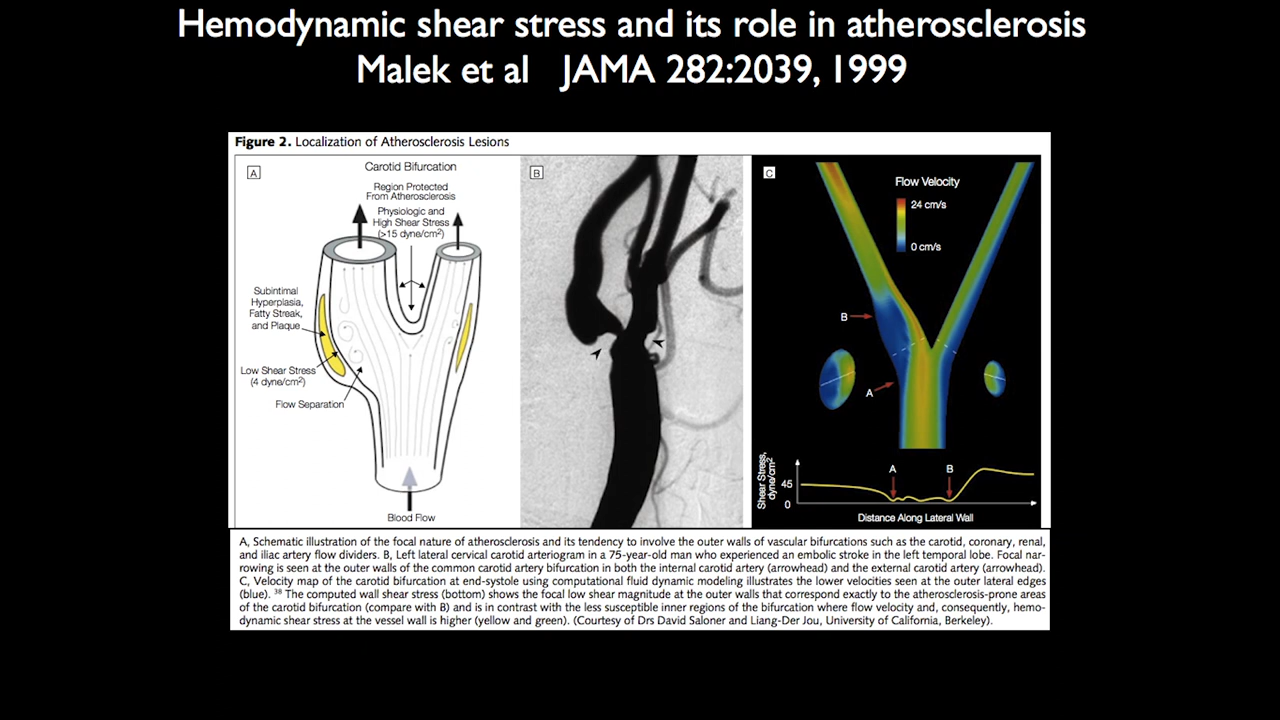 Hemodynamic shear stress and its role in atherosclerosis
Malek et al JAMA 282:2039, 1999
Figure 2. Localization of Atherosclerosis Lesions
A
Carotid Bifurcation
Region Protected
From Atherosclerosis
Physiologic and
High Shear Stress
(>15 dyne/cm2)
Subintimal
Hyperplasia,
Fatty Streak,
and Plaque
Low Shear Stress
(4 dyne/cm2)
Flow Separation
Blood Flow
B
C
Flow Velocity
24 cm/s
0 cm/s
B
A
Shear Stress,
dyne/cm2
45
0
A
B
Distance Along Lateral Wall
A, Schematic illustration of the focal nature of atherosclerosis and its tendency to involve the outer walls of vascular bifurcations such as the carotid, coronary, renal,
and iliac artery flow dividers. B, Left lateral cervical carotid arteriogram in a 75-year-old man who experienced an embolic stroke in the left temporal lobe. Focal nar-
rowing is seen at the outer walls of the common carotid artery bifurcation in both the internal carotid artery (arrowhead) and the external carotid artery (arrowhead).
C, Velocity map of the carotid bifurcation at end-systole using computational fluid dynamic modeling illustrates the lower velocities seen at the outer lateral edges
(blue). 38 The computed wall shear stress (bottom) shows the focal low shear magnitude at the outer walls that correspond exactly to the atherosclerosis-prone areas
of the carotid bifurcation (compare with B) and is in contrast with the less susceptible inner regions of the bifurcation where flow velocity and, consequently, hemo-
dynamic shear stress at the vessel wall is higher (yellow and green). (Courtesy of Drs David Saloner and Liang-Der Jou, University of California, Berkeley).